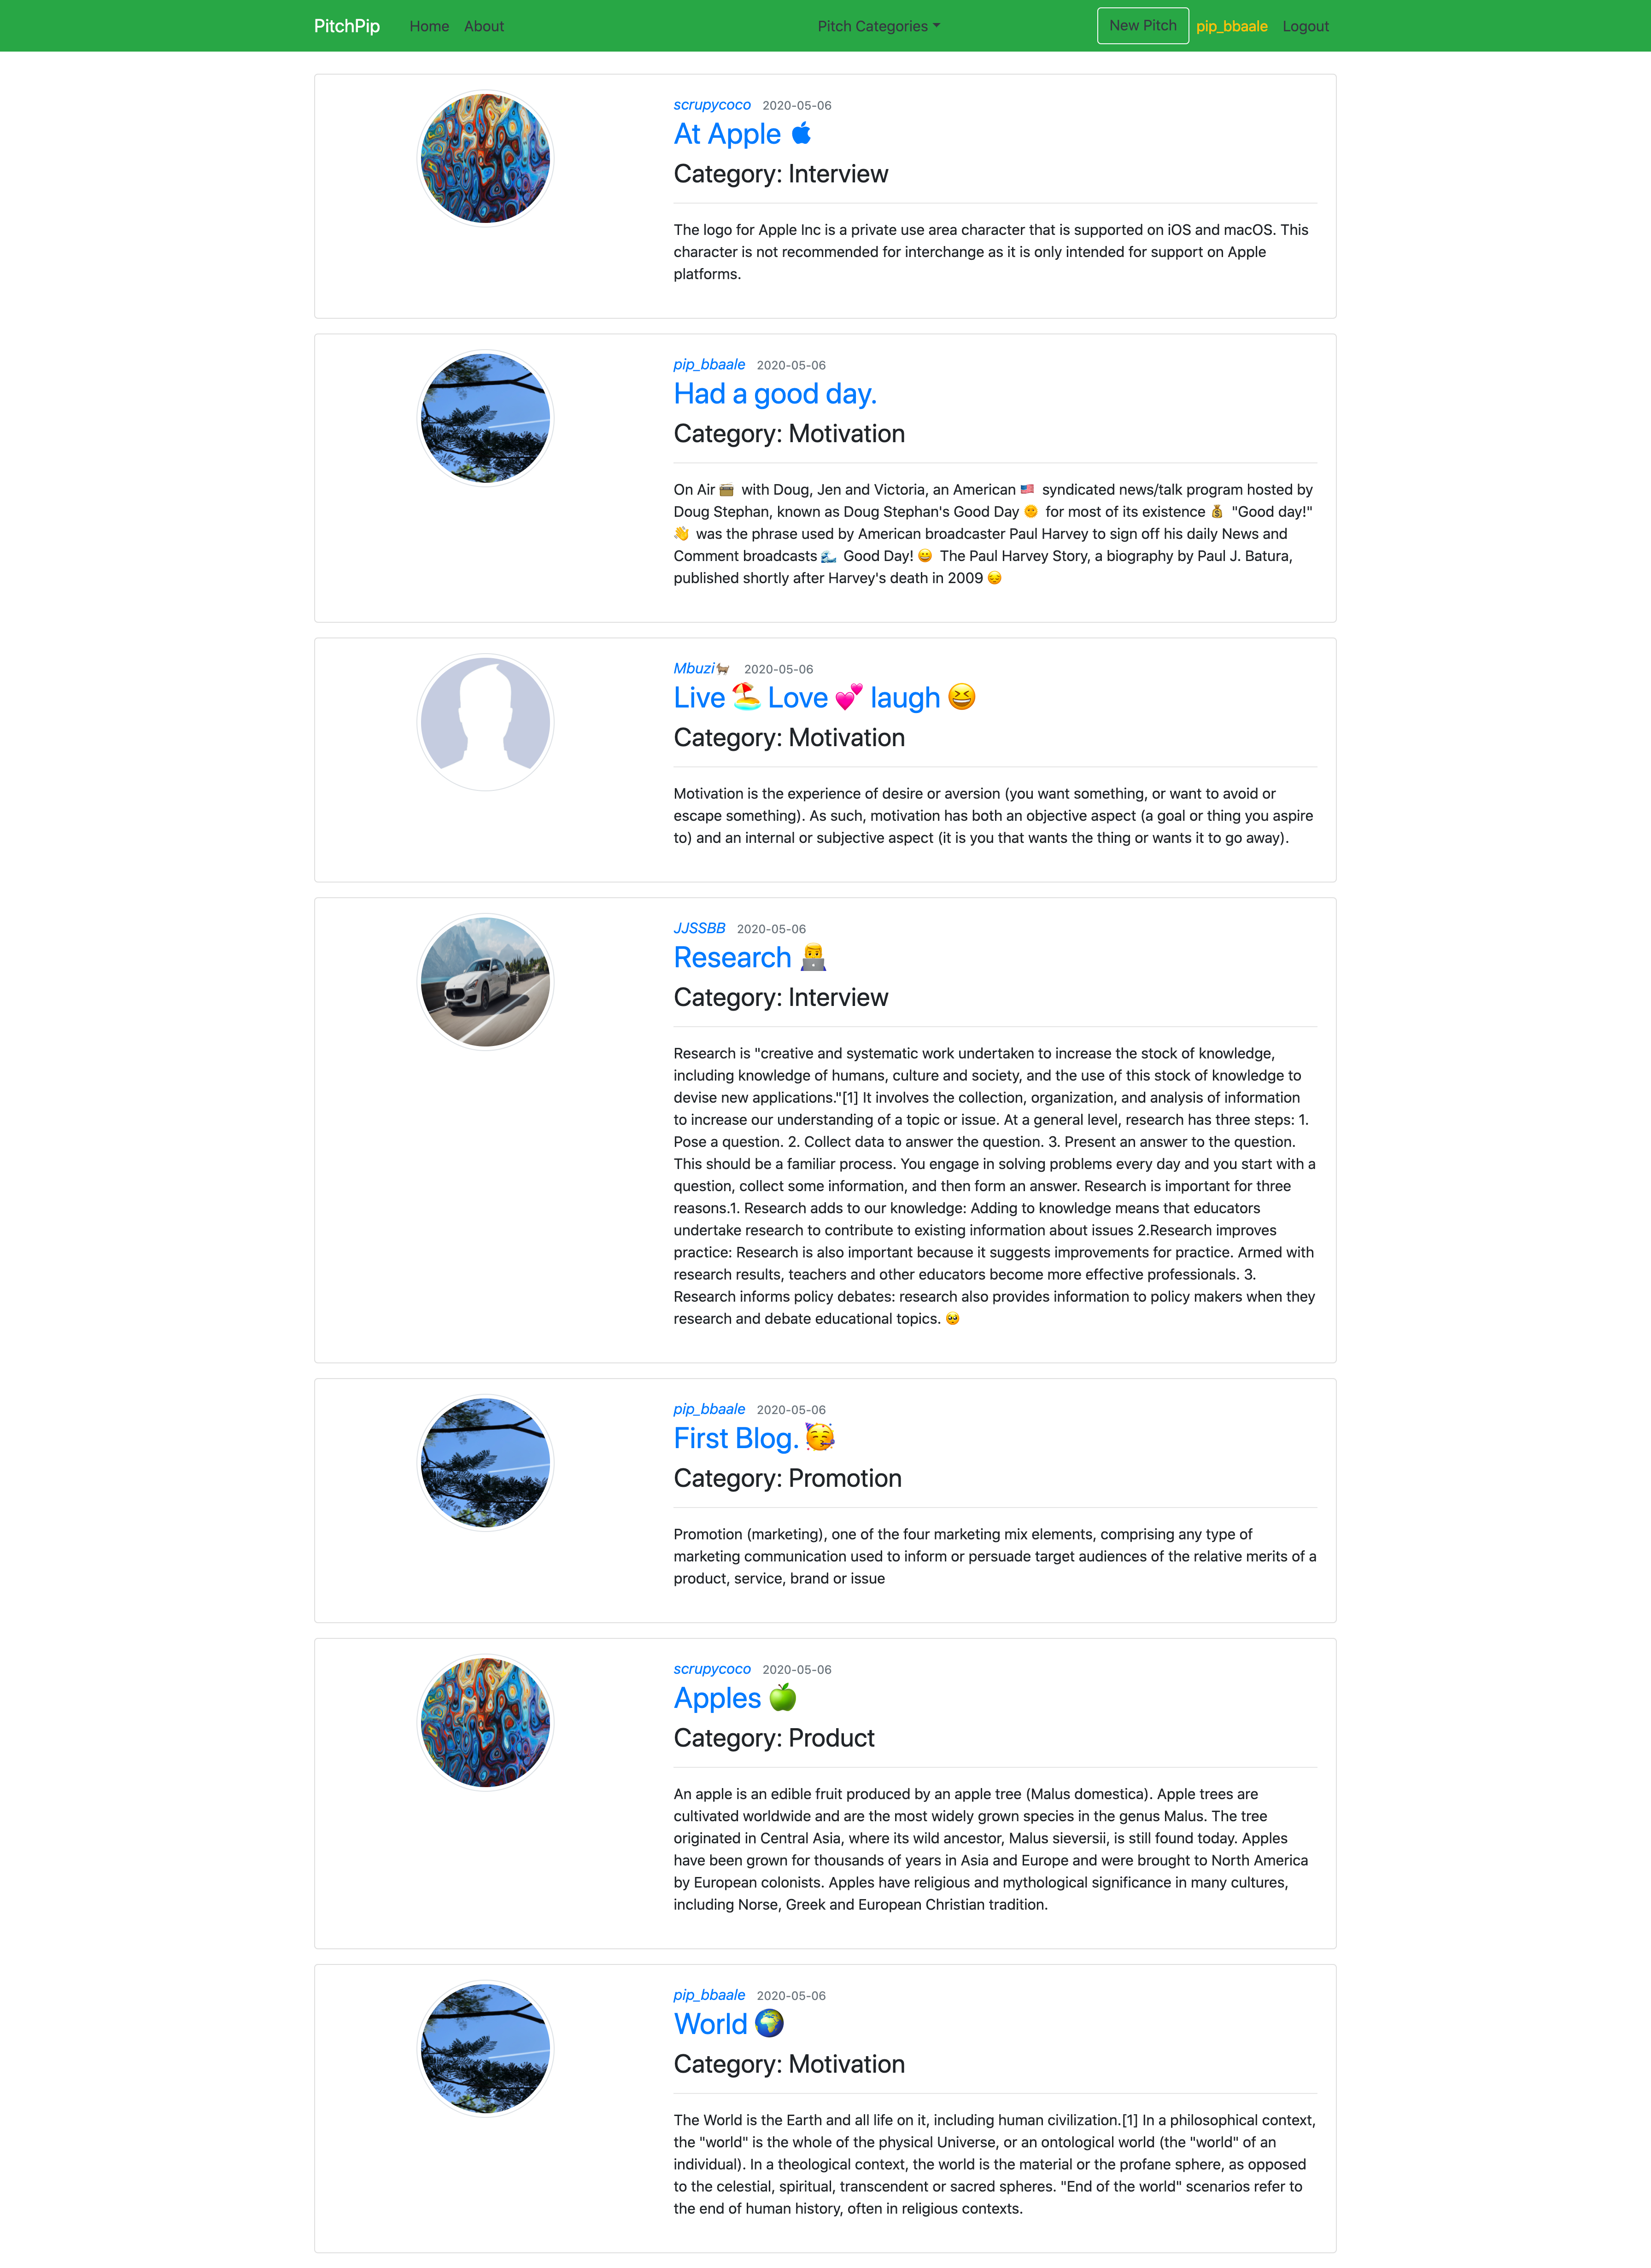 PitchPip Home About Pitch Categories New Pitch pip_bbaale Logout
scrupycoco 2020-05-06
At Apple 
Category: Interview
The logo for Apple Inc is a private use area character that is supported on iOS and macOS. This
character is not recommended for interchange as it is only intended for support on Apple
platforms.
pip_bbaale 2020-05-06
Had a good day.
Category: Motivation
On Air 📻 with Doug, Jen and Victoria, an American 🇺🇸 syndicated news/talk program hosted by
Doug Stephan, known as Doug Stephan's Good Day 🌞 for most of its existence 💰 "Good day!"
👋 was the phrase used by American broadcaster Paul Harvey to sign off his daily News and
Comment broadcasts 🌊 Good Day! 😀 The Paul Harvey Story, a biography by Paul J. Batura,
published shortly after Harvey's death in 2009 😔
Mbuzi🐐 2020-05-06
Live 🏖 Love 💕 laugh 😆
Category: Motivation
Motivation is the experience of desire or aversion (you want something, or want to avoid or
escape something). As such, motivation has both an objective aspect (a goal or thing you aspire
to) and an internal or subjective aspect (it is you that wants the thing or wants it to go away).
JJSSBB 2020-05-06
Research 👨‍💻
Category: Interview
Research is "creative and systematic work undertaken to increase the stock of knowledge,
including knowledge of humans, culture and society, and the use of this stock of knowledge to
devise new applications."[1] It involves the collection, organization, and analysis of information
to increase our understanding of a topic or issue. At a general level, research has three steps: 1.
Pose a question. 2. Collect data to answer the question. 3. Present an answer to the question.
This should be a familiar process. You engage in solving problems every day and you start with a
question, collect some information, and then form an answer. Research is important for three
reasons.1. Research adds to our knowledge: Adding to knowledge means that educators
undertake research to contribute to existing information about issues 2.Research improves
practice: Research is also important because it suggests improvements for practice. Armed with
research results, teachers and other educators become more effective professionals. 3.
Research informs policy debates: research also provides information to policy makers when they
research and debate educational topics. 🥺
pip_bbaale 2020-05-06
First Blog. 🥳
Category: Promotion
Promotion (marketing), one of the four marketing mix elements, comprising any type of
marketing communication used to inform or persuade target audiences of the relative merits of a
product, service, brand or issue
scrupycoco 2020-05-06
Apples 🍏
Category: Product
An apple is an edible fruit produced by an apple tree (Malus domestica). Apple trees are
cultivated worldwide and are the most widely grown species in the genus Malus. The tree
originated in Central Asia, where its wild ancestor, Malus sieversii, is still found today. Apples
have been grown for thousands of years in Asia and Europe and were brought to North America
by European colonists. Apples have religious and mythological significance in many cultures,
including Norse, Greek and European Christian tradition.
pip_bbaale 2020-05-06
World 🌍
Category: Motivation
The World is the Earth and all life on it, including human civilization.[1] In a philosophical context,
the "world" is the whole of the physical Universe, or an ontological world (the "world" of an
individual). In a theological context, the world is the material or the profane sphere, as opposed
to the celestial, spiritual, transcendent or sacred spheres. "End of the world" scenarios refer to
the end of human history, often in religious contexts.